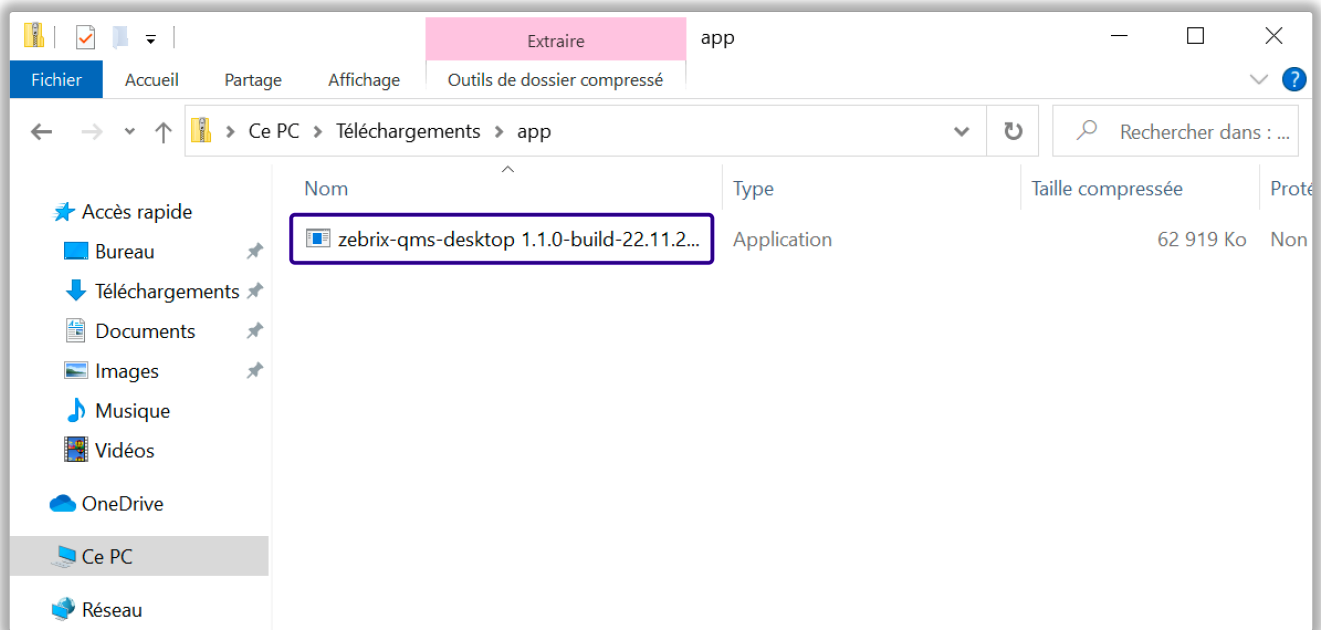 Extraire app
Fichier Accueil Partage Affichage Outils de dossier compressé ?
Ce PC > Téléchargements > app Rechercher dans : ...
Nom Type Taille compressée Proté
zebrix-qms-desktop 1.1.0-build-22.11.2... Application 62 919 Ko Non
Accès rapide
Bureau
Téléchargements
Documents
Images
Musique
Vidéos
OneDrive
Ce PC
Réseau